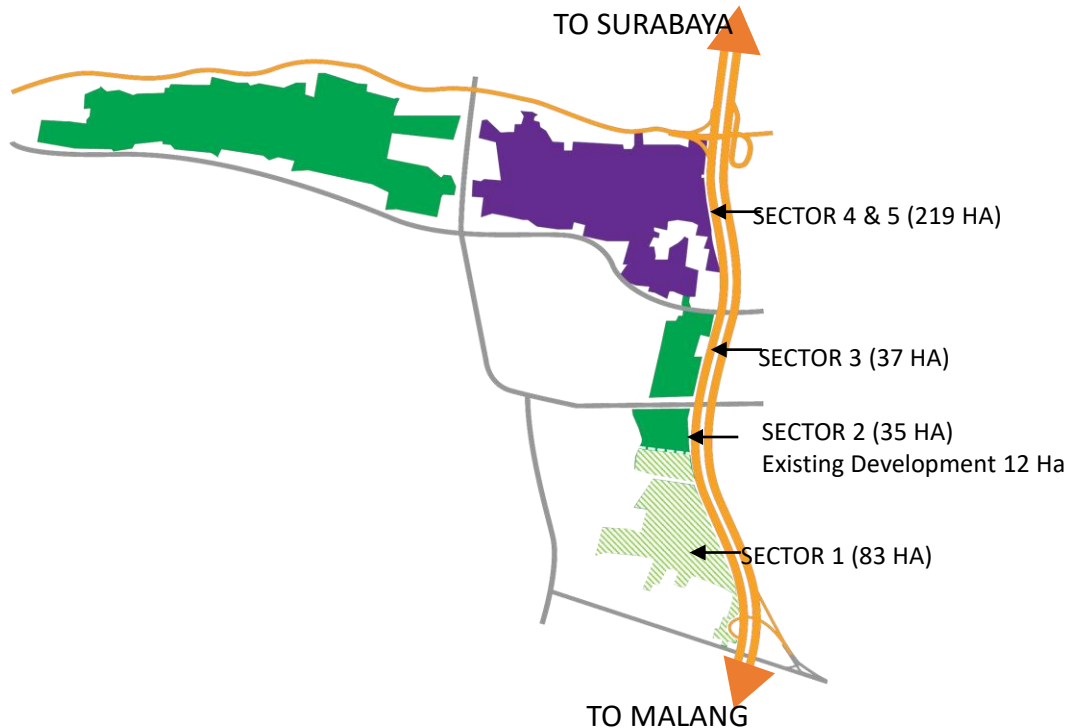 TO SURABAYA
SECTOR 4 & 5 (219 HA)
SECTOR 3 (37 HA)
SECTOR 2 (35 HA)
Existing Development 12 Ha
SECTOR 1 (83 HA)
TO MALANG